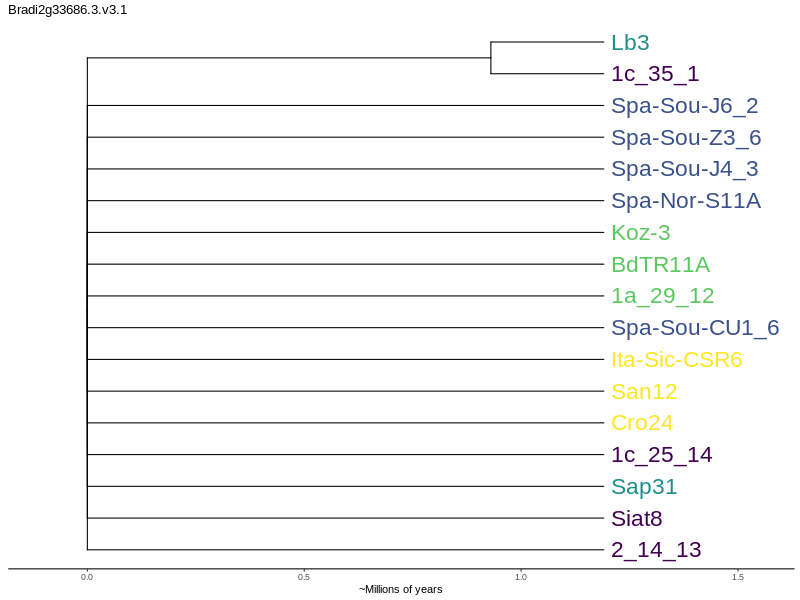 Bradi2g33686.3.v3.1
Lb3
1c_35_1
Spa-Sou-J6_2
Spa-Sou-Z3_6
Spa-Sou-J4_3
Spa-Nor-S11A
Koz-3
BdTR11A
1a_29_12
Spa-Sou-CU1_6
Ita-Sic-CSR6
San12
Cro24
1c_25_14
Sap31
Siat8
2_14_13
0.0 0.5 1.0 1.5
~Millions of years